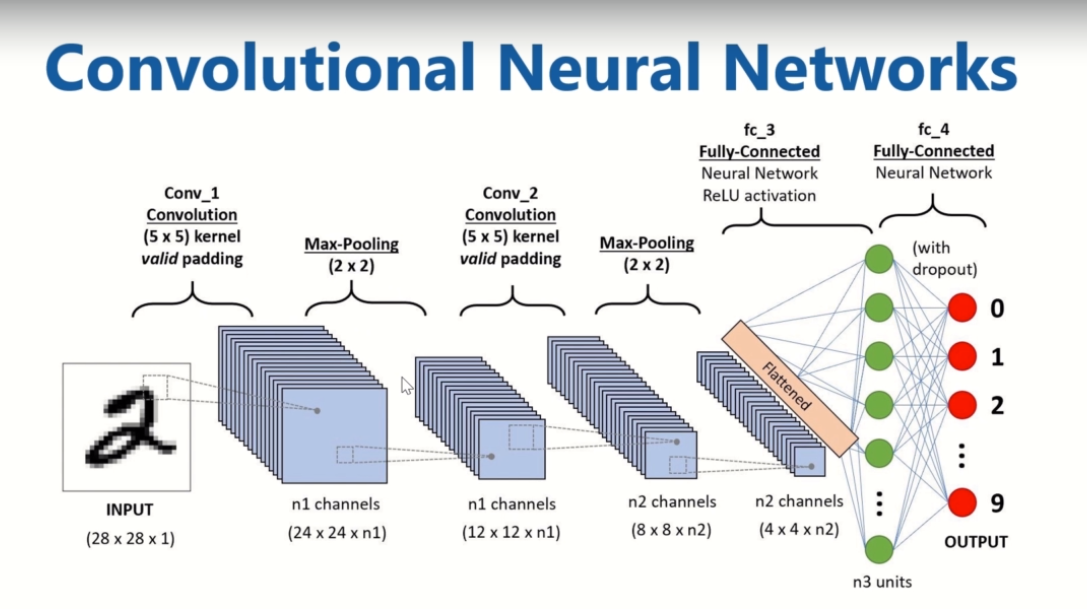 Convolutional Neural Networks
Conv_1
Convolution
(5 x 5) kernel
valid padding
Max-Pooling
(2 x 2)
Conv_2
Convolution
(5 x 5) kernel
valid padding
Max-Pooling
(2 x 2)
fc_3
Fully-Connected
Neural Network
ReLU activation
fc_4
Fully-Connected
Neural Network
(with
dropout)
Flattened
0
1
2
9
OUTPUT
INPUT
(28 x 28 x 1)
n1 channels
(24 x 24 x n1)
n1 channels
(12 x 12 x n1)
n2 channels
(8 x 8 x n2)
n2 channels
(4 x 4 x n2)
n3 units
2